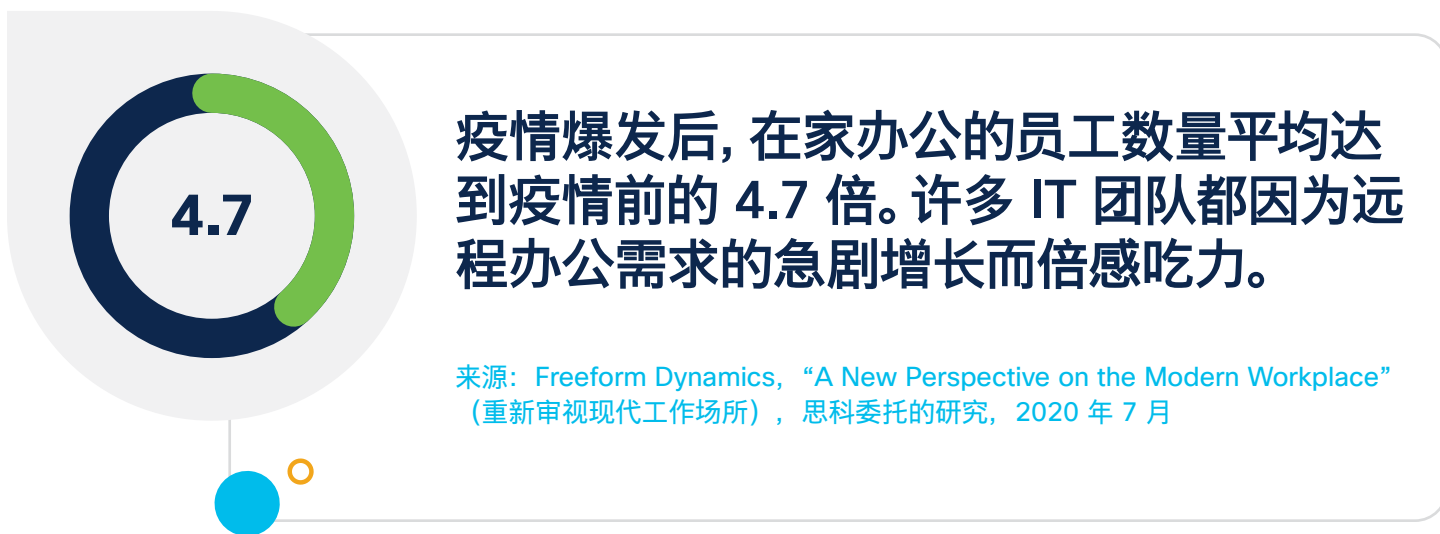 4.7
疫情爆发后, 在家办公的员工数量平均达
到疫情前的 4.7 倍。许多 IT 团队都因为远
程办公需求的急剧增长而倍感吃力。
来源：Freeform Dynamics，“A New Perspective on the Modern Workplace”
（重新审视现代工作场所），思科委托的研究，2020 年 7 月